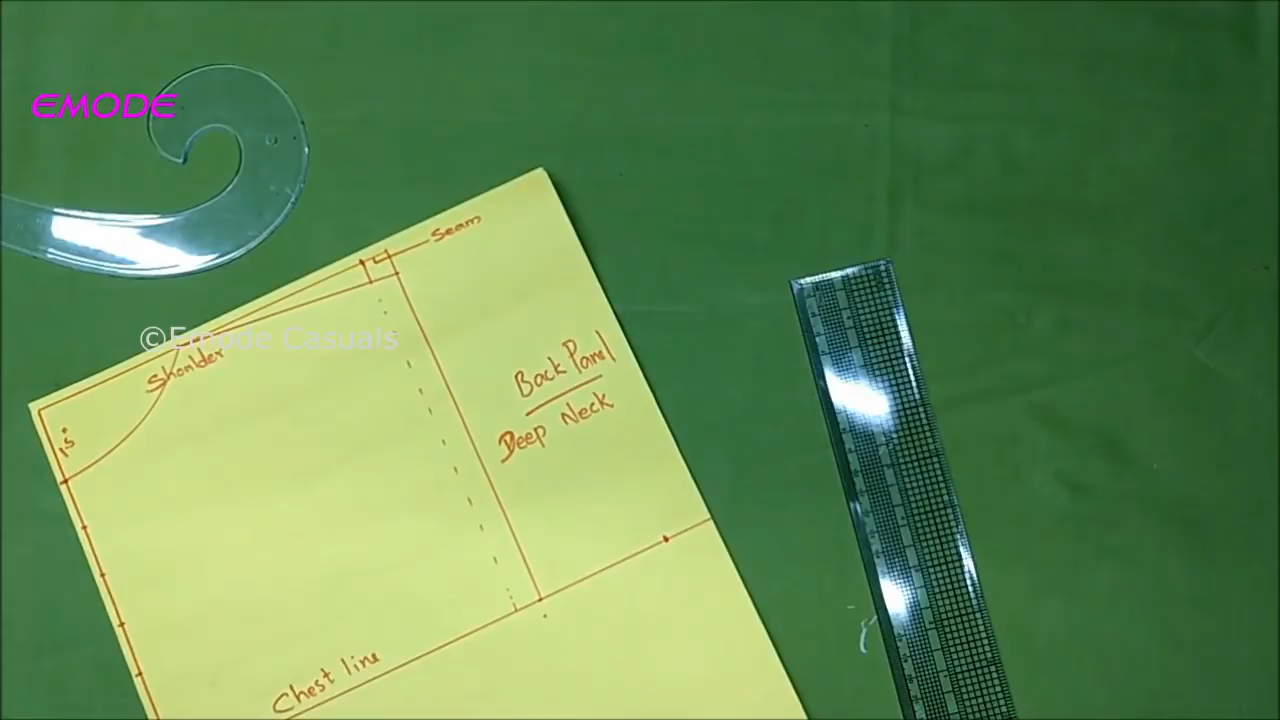 EMODE
Seam
©Emode Casuals
Shoulder
1.5
Back Panel
Deep Neck
Chest line